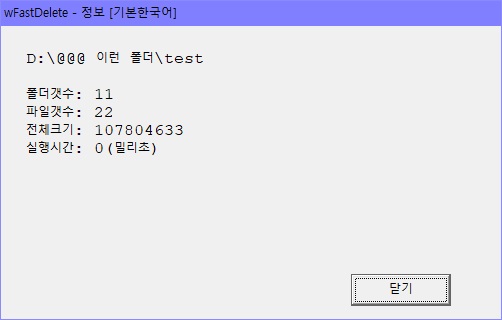 wFastDelete - 정보 [기본한국어]
D:\@@@ 이런 폴더\test
폴더갯수: 11
파일갯수: 22
전체크기: 107804633
실행시간: 0(밀리초)
닫기